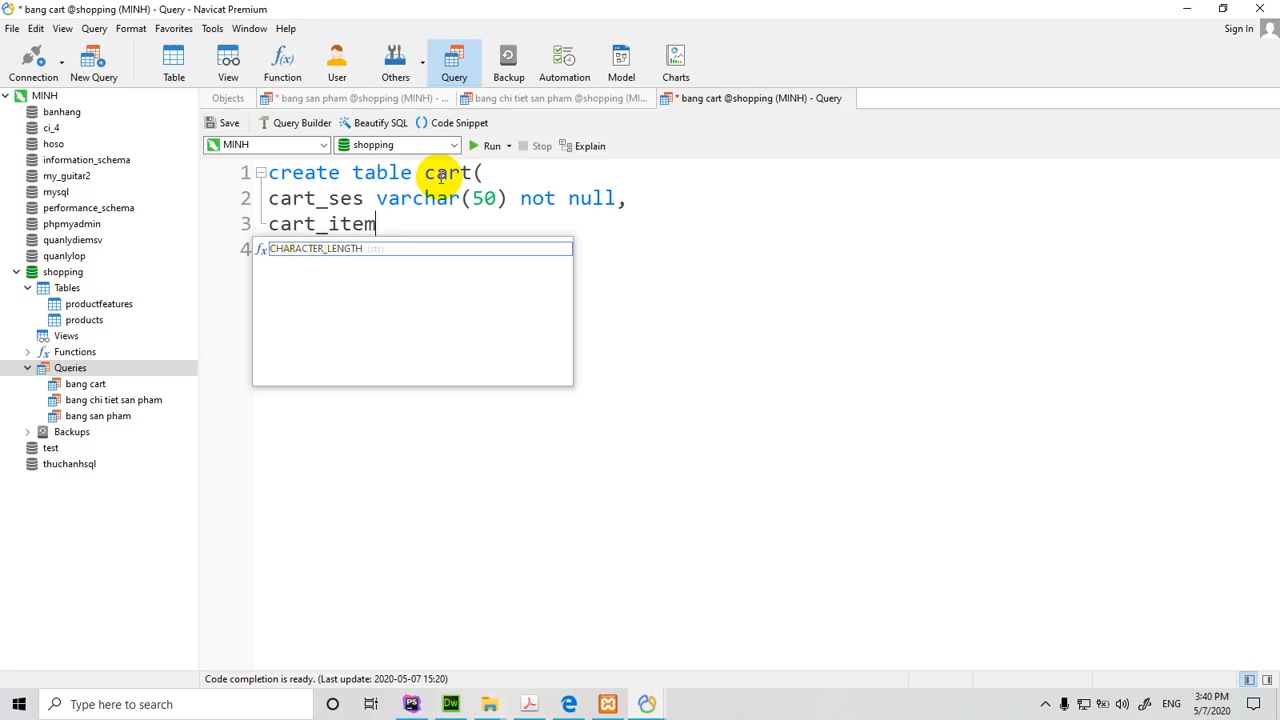 * bang cart @shopping (MINH) - Query - Navicat Premium
File Edit View Query Format Tools Window Help
Sign In
Connection New Query Table View Function User Others Query Backup Automation Model Charts
MINH
banhang
ci_4
hoso
information_schema
my_guitar2
mysql
performance_schema
phpmyadmin
quanlydiemsv
quanlylop
shopping
Tables
productfeatures
products
Views
Functions
Queries
bang cart
bang chi tiet san pham
bang san pham
Backups
test
thuchanhsql
Objects * bang san pham @shopping (MINH) - ... bang chi tiet san pham @shopping (MI... * bang cart @shopping (MINH) - Query
Save Query Builder Beautify SQL () Code Snippet
MINH shopping Run Stop Explain
1 create table cart(
2 cart_ses varchar(50) not null,
3 cart_item
4
fx CHARACTER_LENGTH (str)
Code completion is ready. (Last updated: 2020-05-07 15:20)
Type here to search
ENG
3:40 PM
5/7/2020